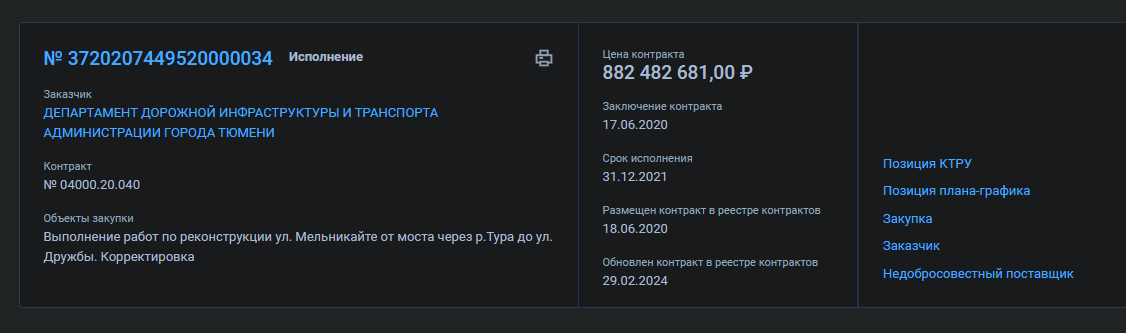 № 3720207449520000034 Исполнение
Заказчик
ДЕПАРТАМЕНТ ДОРОЖНОЙ ИНФРАСТРУКТУРЫ И ТРАНСПОРТА
АДМИНИСТРАЦИИ ГОРОДА ТЮМЕНИ
Контракт
№ 04000.20.040
Объекты закупки
Выполнение работ по реконструкции ул. Мельникайте от моста через р.Тура до ул.
Дружбы. Корректировка
Цена контракта
882 482 681,00 ₽
Заключение контракта
17.06.2020
Срок исполнения
31.12.2021
Размещен контракт в реестре контрактов
18.06.2020
Обновлен контракт в реестре контрактов
29.02.2024
Позиция КТРУ
Позиция плана-графика
Закупка
Заказчик
Недобросовестный поставщик